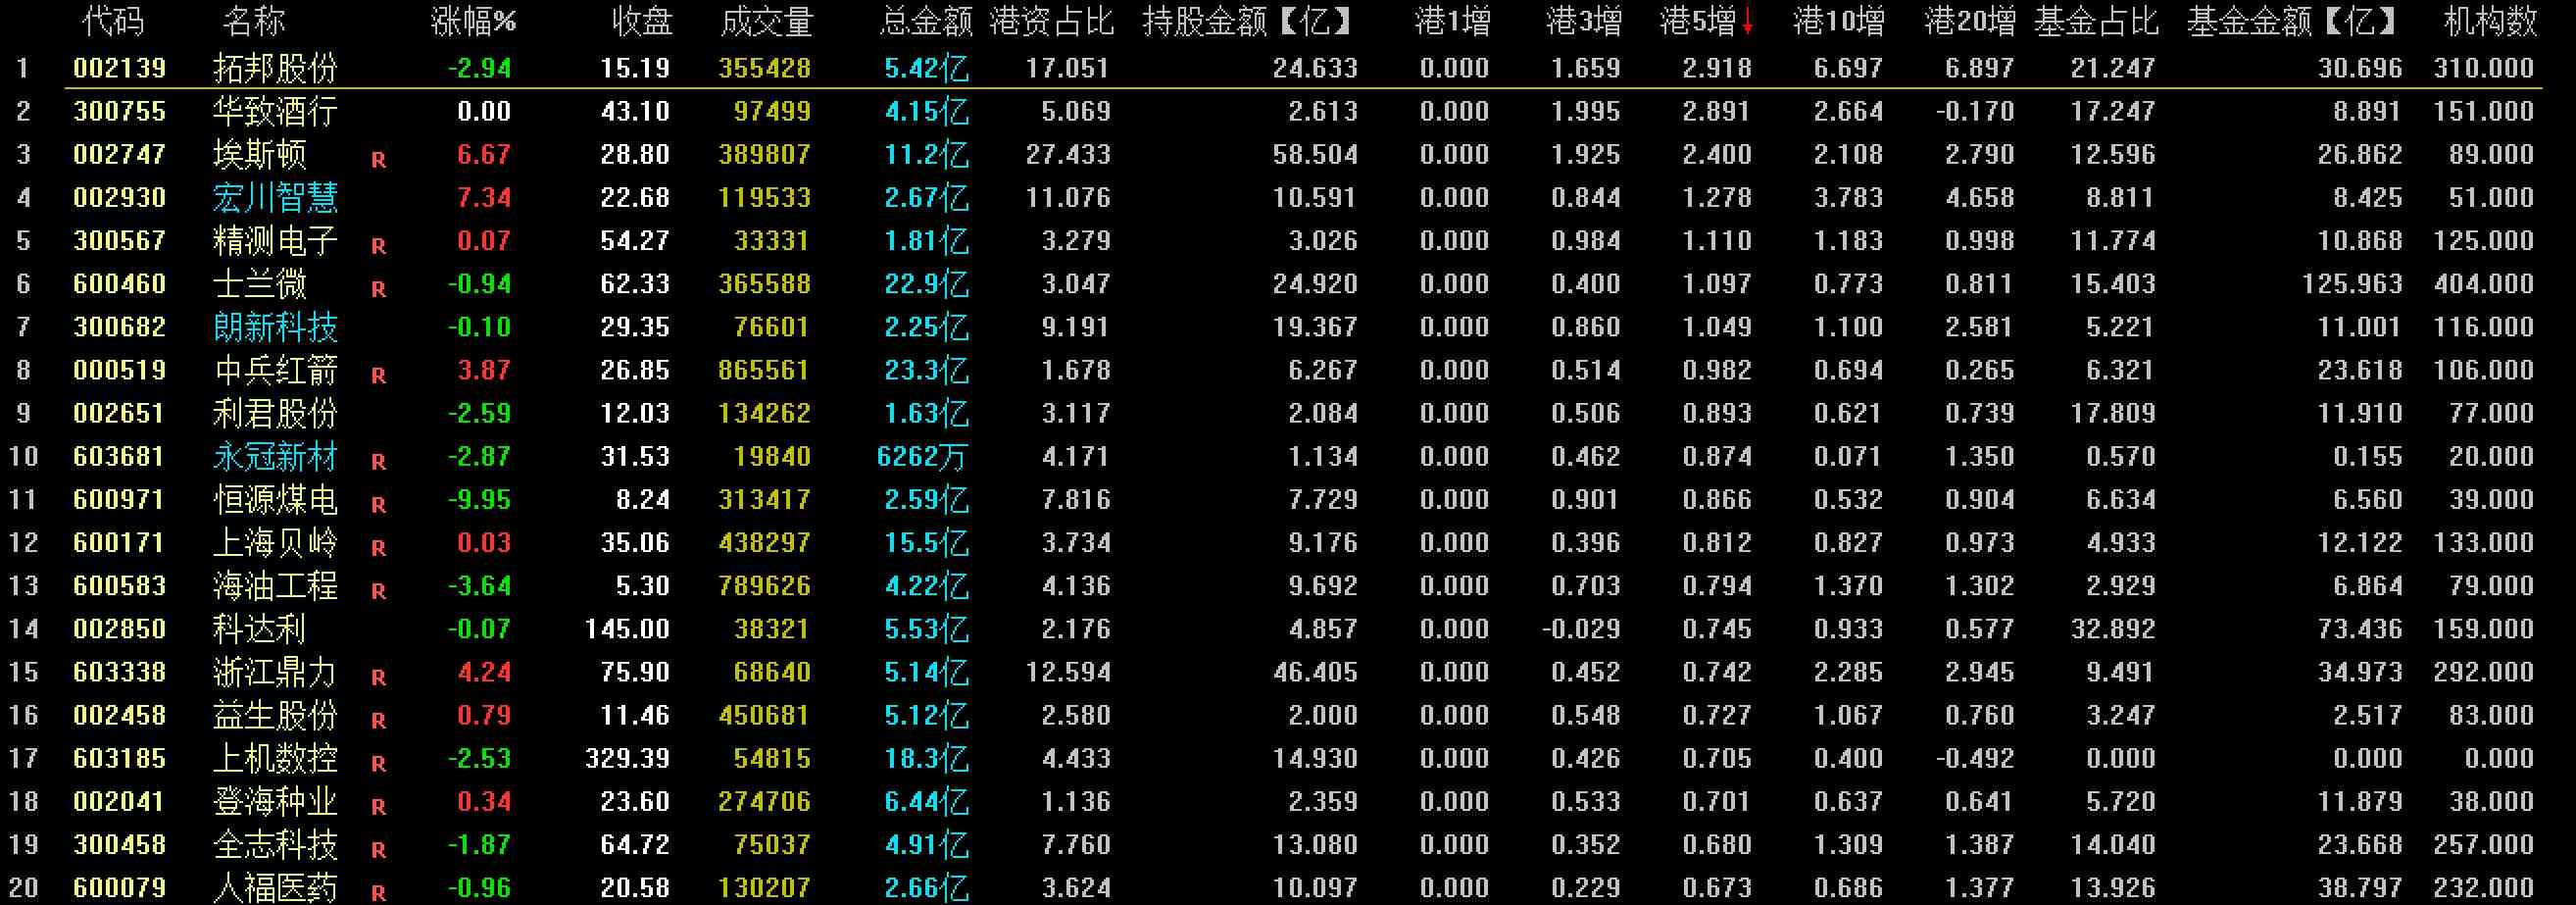 代码 名称 涨幅% 收盘 成交量 总金额 港资占比 持股金额【亿】 港1增 港3增 港5增↓ 港10增 港20增 基金占比 基金金额【亿】 机构数
1 002139 拓邦股份 -2.94 15.19 355428 5.42亿 17.051 24.633 0.000 1.659 2.918 6.697 6.897 21.247 30.696 310.000
2 300755 华致酒行 0.00 43.10 97499 4.15亿 5.069 2.613 0.000 1.995 2.891 2.664 -0.170 17.247 8.891 151.000
3 002747 埃斯顿 R 6.67 28.80 389807 11.2亿 27.433 58.504 0.000 1.925 2.400 2.108 2.790 12.596 26.862 89.000
4 002930 宏川智慧 7.34 22.68 119533 2.67亿 11.076 10.591 0.000 0.844 1.278 3.783 4.658 8.811 8.425 51.000
5 300567 精测电子 R 0.07 54.27 33331 1.81亿 3.279 3.026 0.000 0.984 1.110 1.183 0.998 11.774 10.868 125.000
6 600460 士兰微 R -0.94 62.33 365588 22.9亿 3.047 24.920 0.000 0.400 1.097 0.773 0.811 15.403 125.963 404.000
7 300682 朗新科技 -0.10 29.35 76601 2.25亿 9.191 19.367 0.000 0.860 1.049 1.100 2.581 5.221 11.001 116.000
8 000519 中兵红箭 R 3.87 26.85 865561 23.3亿 1.678 6.267 0.000 0.514 0.982 0.694 0.265 6.321 23.618 106.000
9 002651 利君股份 -2.59 12.03 134262 1.63亿 3.117 2.084 0.000 0.506 0.893 0.621 0.739 17.809 11.910 77.000
10 603681 永冠新材 R -2.87 31.53 19840 6262万 4.171 1.134 0.000 0.462 0.874 0.071 1.350 0.570 0.155 20.000
11 600971 恒源煤电 R -9.95 8.24 313417 2.59亿 7.816 7.729 0.000 0.901 0.866 0.532 0.904 6.634 6.560 39.000
12 600171 上海贝岭 R 0.03 35.06 438297 15.5亿 3.734 9.176 0.000 0.396 0.812 0.827 0.973 4.933 12.122 133.000
13 600583 海油工程 R -3.64 5.30 789626 4.22亿 4.136 9.692 0.000 0.703 0.794 1.370 1.302 2.929 6.864 79.000
14 002850 科达利 -0.07 145.00 38321 5.53亿 2.176 4.857 0.000 -0.029 0.745 0.933 0.577 32.892 73.436 159.000
15 603338 浙江鼎力 R 4.24 75.90 68640 5.14亿 12.594 46.405 0.000 0.452 0.742 2.285 2.945 9.491 34.973 292.000
16 002458 益生股份 R 0.79 11.46 450681 5.12亿 2.580 2.000 0.000 0.548 0.727 1.067 0.760 3.247 2.517 83.000
17 603185 上机数控 R -2.53 329.39 54815 18.3亿 4.433 14.930 0.000 0.426 0.705 0.400 -0.492 0.000 0.000 0.000
18 002041 登海种业 R 0.34 23.60 274706 6.44亿 1.136 2.359 0.000 0.533 0.701 0.637 0.641 5.720 11.879 38.000
19 300458 全志科技 R -1.87 64.72 75037 4.91亿 7.760 13.080 0.000 0.352 0.680 1.309 1.387 14.040 23.668 257.000
20 600079 人福医药 R -0.96 20.58 130207 2.66亿 3.624 10.097 0.000 0.229 0.673 0.686 1.377 13.926 38.797 232.000